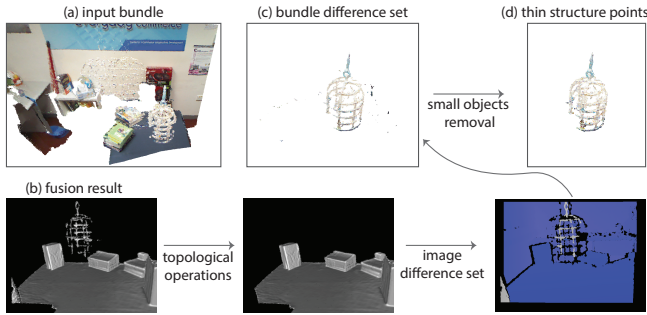 (a) input bundle
(c) bundle difference set
(d) thin structure points
small objects
removal
(b) fusion result
topological
operations
image
difference set